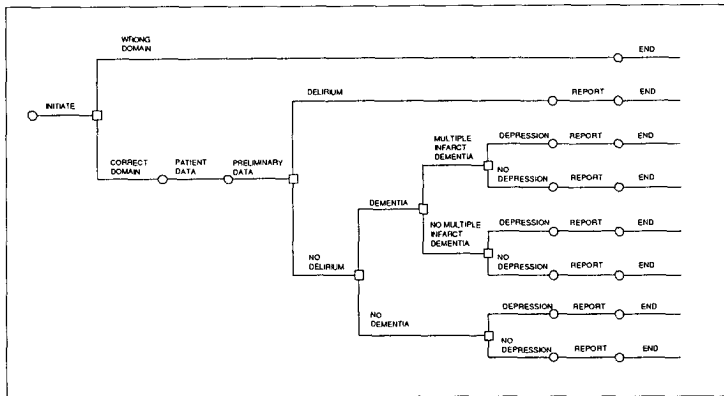 WRONG
DOMAIN
END
INITIATE
DELIRIUM
REPORT
END
CORRECT
DOMAIN
PATIENT
DATA
PRELIMINARY
DATA
MULTIPLE
INFARCT
DEMENTIA
DEPRESSION
REPORT
END
NO
DEPRESSION
REPORT
END
DEMENTIA
NO MULTIPLE
INFARCT
DEMENTIA
DEPRESSION
REPORT
END
NO
DELIRIUM
NO
DEPRESSION
REPORT
END
NO
DEMENTIA
DEPRESSION
REPORT
END
NO
DEPRESSION
REPORT
END